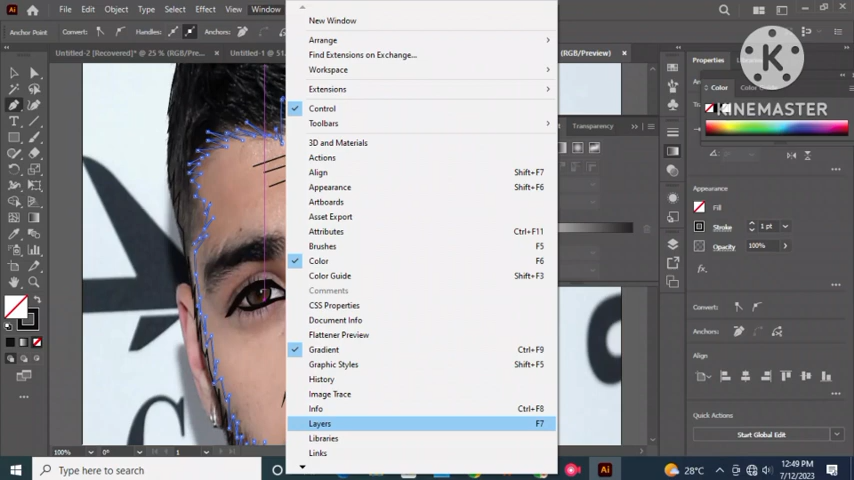 Ai
File
Edit
Object
Type
Select
Effect
View
Window
Anchor Point
Convert:
Handles:
Anchors:
Untitled-2 [Recovered]* @ 25 % (RGB/Pre
Untitled-1 @
(RGB/Preview)
New Window
Arrange
Find Extensions on Exchange...
Workspace
Extensions
Control
Toolbars
3D and Materials
Actions
Align Shift+F7
Appearance Shift+F6
Artboards
Asset Export
Attributes Ctrl+F11
Brushes F5
Color F6
Color Guide Shift+F3
Comments
CSS Properties
Document Info
Flattener Preview
Gradient Ctrl+F9
Graphic Styles Shift+F5
History
Image Trace
Info Ctrl+F8
Layers F7
Libraries
Links
Transparency
Properties
K
KINEMASTER
Color
Appearance
Fill
Stroke
1 pt
Opacity
100%
fx.
Convert:
Anchors:
Align
Quick Actions
Start Global Edit
100%
0°
1
Type here to search
Ai
28°C
12:49 PM
7/12/2023